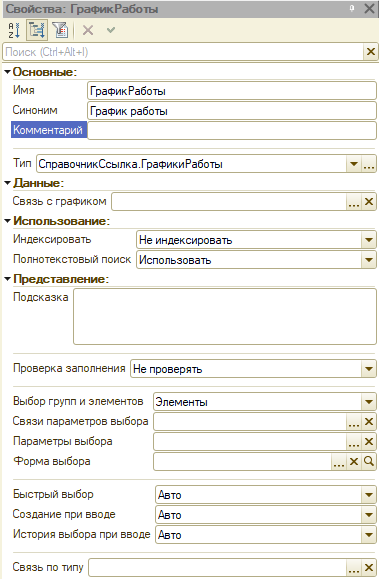 Свойства: ГрафикРаботы
Поиск (Ctrl+Alt+I)
Основные:
Имя ГрафикРаботы
Синоним График работы
Комментарий
Тип СправочникСсылка.ГрафикиРаботы
Данные:
Связь с графиком
Использование:
Индексировать Не индексировать
Полнотекстовый поиск Использовать
Представление:
Подсказка
Проверка заполнения Не проверять
Выбор групп и элементов Элементы
Связи параметров выбора
Параметры выбора
Форма выбора
Быстрый выбор Авто
Создание при вводе Авто
История выбора при вводе Авто
Связь по типу